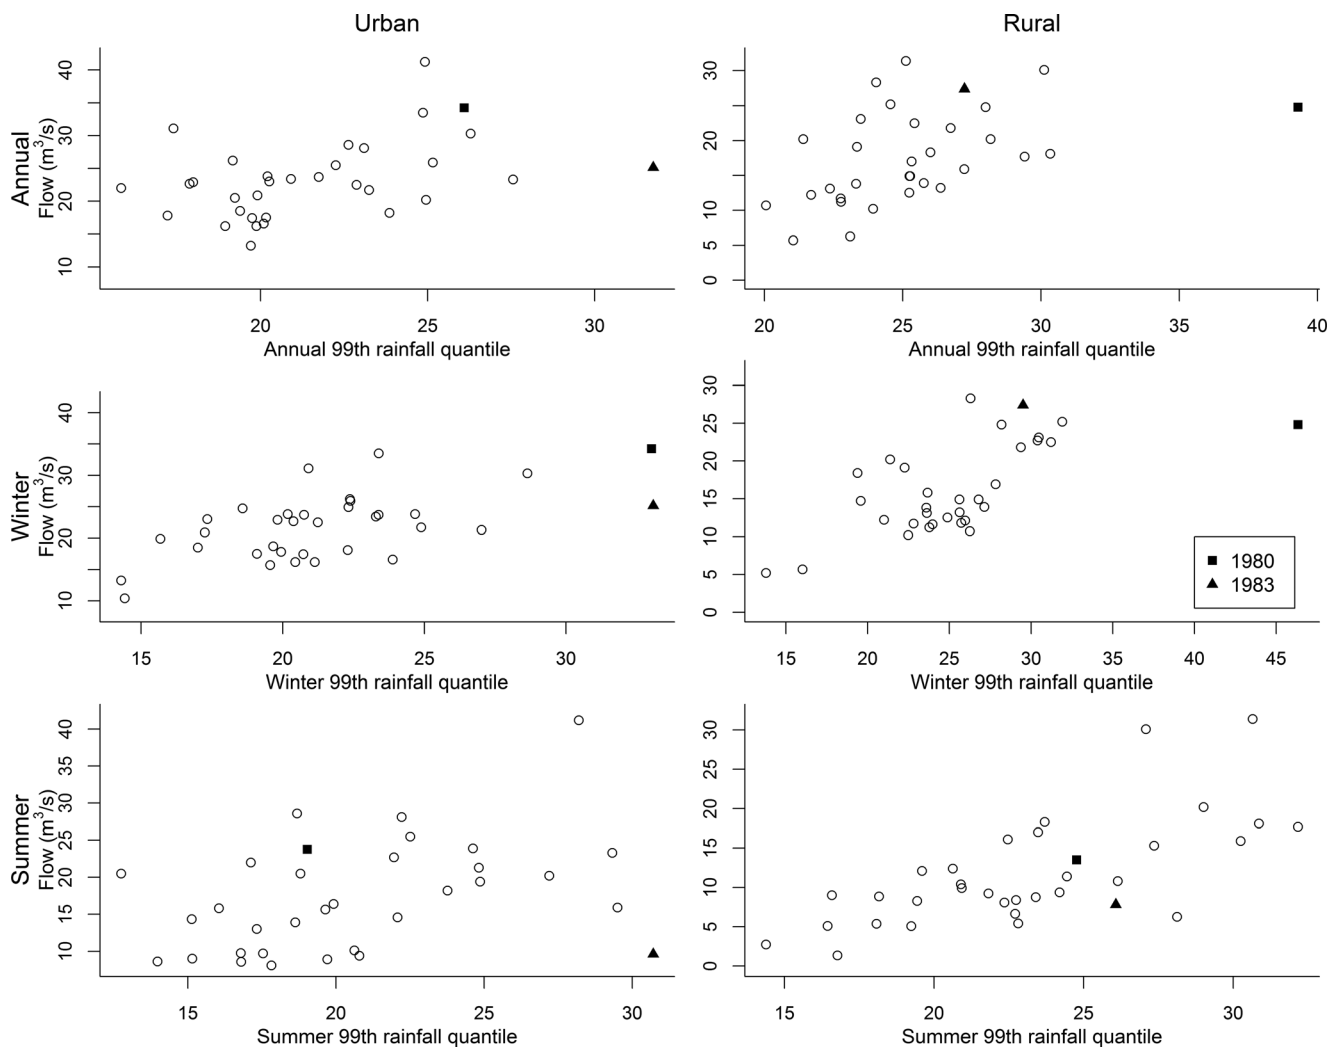 Urban
Rural
Annual
Flow (m³/s)
10 20 30 40
20 25 30
Annual 99th rainfall quantile
0 5 10 20 30
20 25 30 35 40
Annual 99th rainfall quantile
Winter
Flow (m³/s)
10 20 30 40
15 20 25 30
Winter 99th rainfall quantile
0 5 10 15 20 25 30
15 20 25 30 35 40 45
Winter 99th rainfall quantile
1980
1983
Summer
Flow (m³/s)
10 15 20 25 30 35 40
15 20 25 30
Summer 99th rainfall quantile
0 5 10 15 20 25 30
15 20 25 30
Summer 99th rainfall quantile